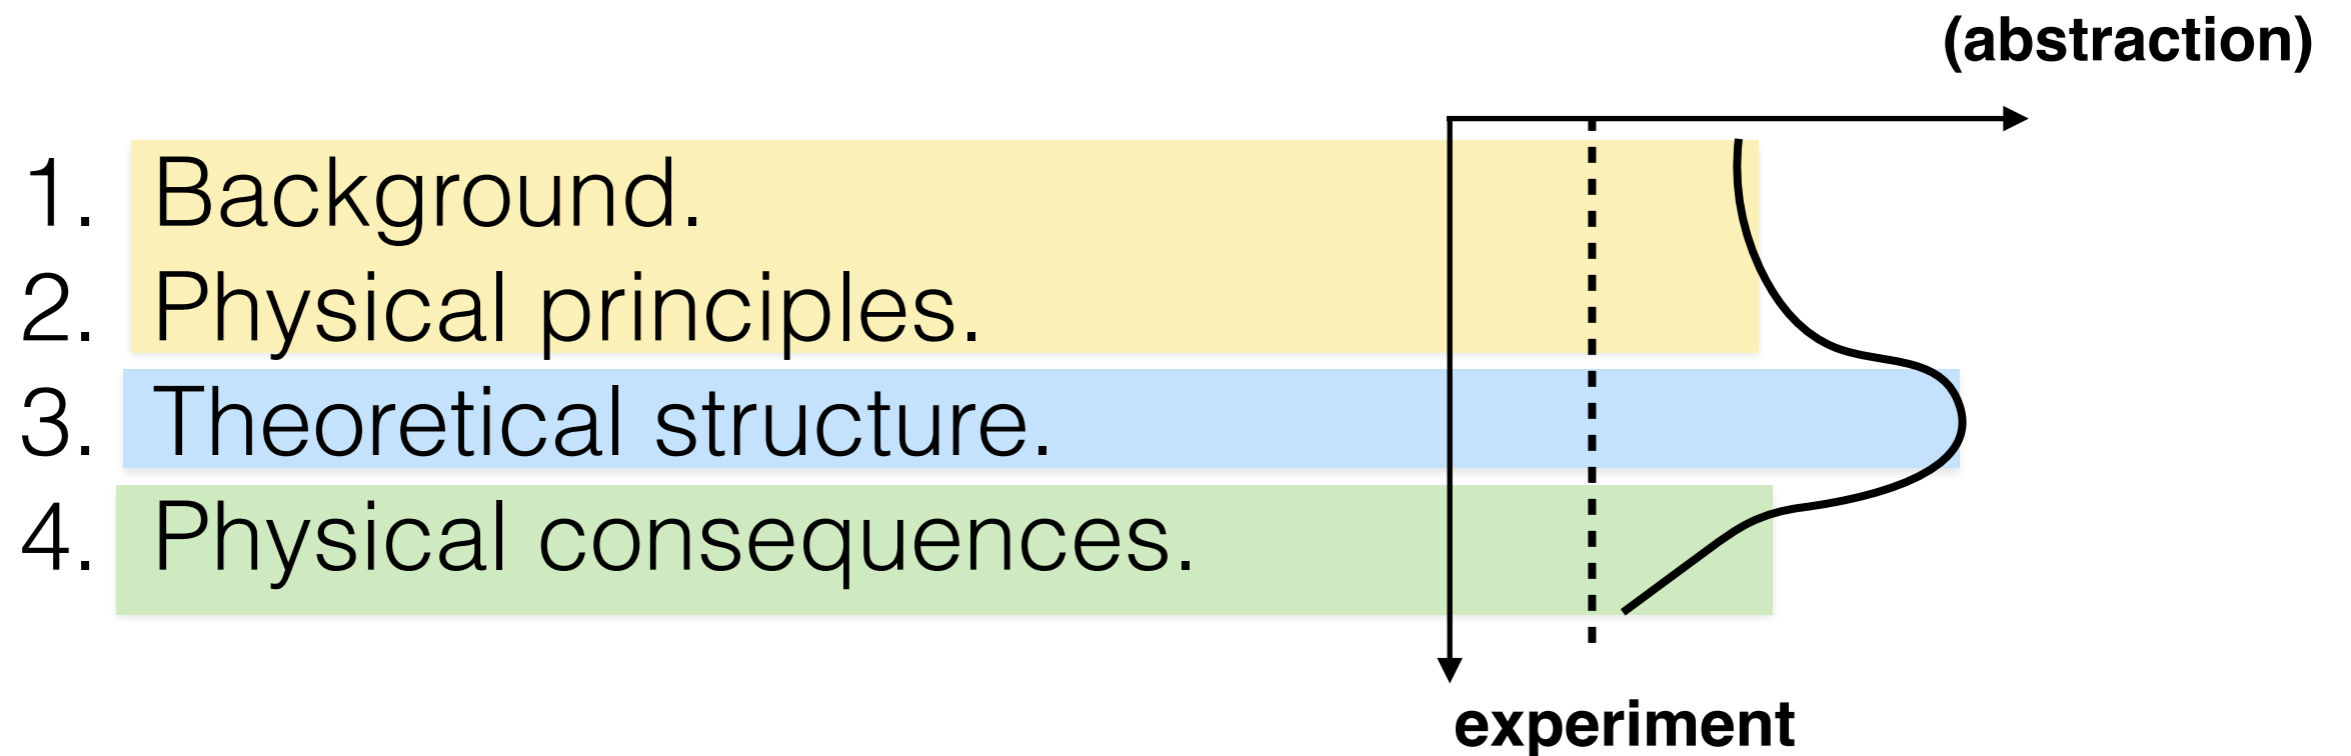 (abstraction)
1. Background.
2. Physical principles.
3. Theoretical structure.
4. Physical consequences.
experiment